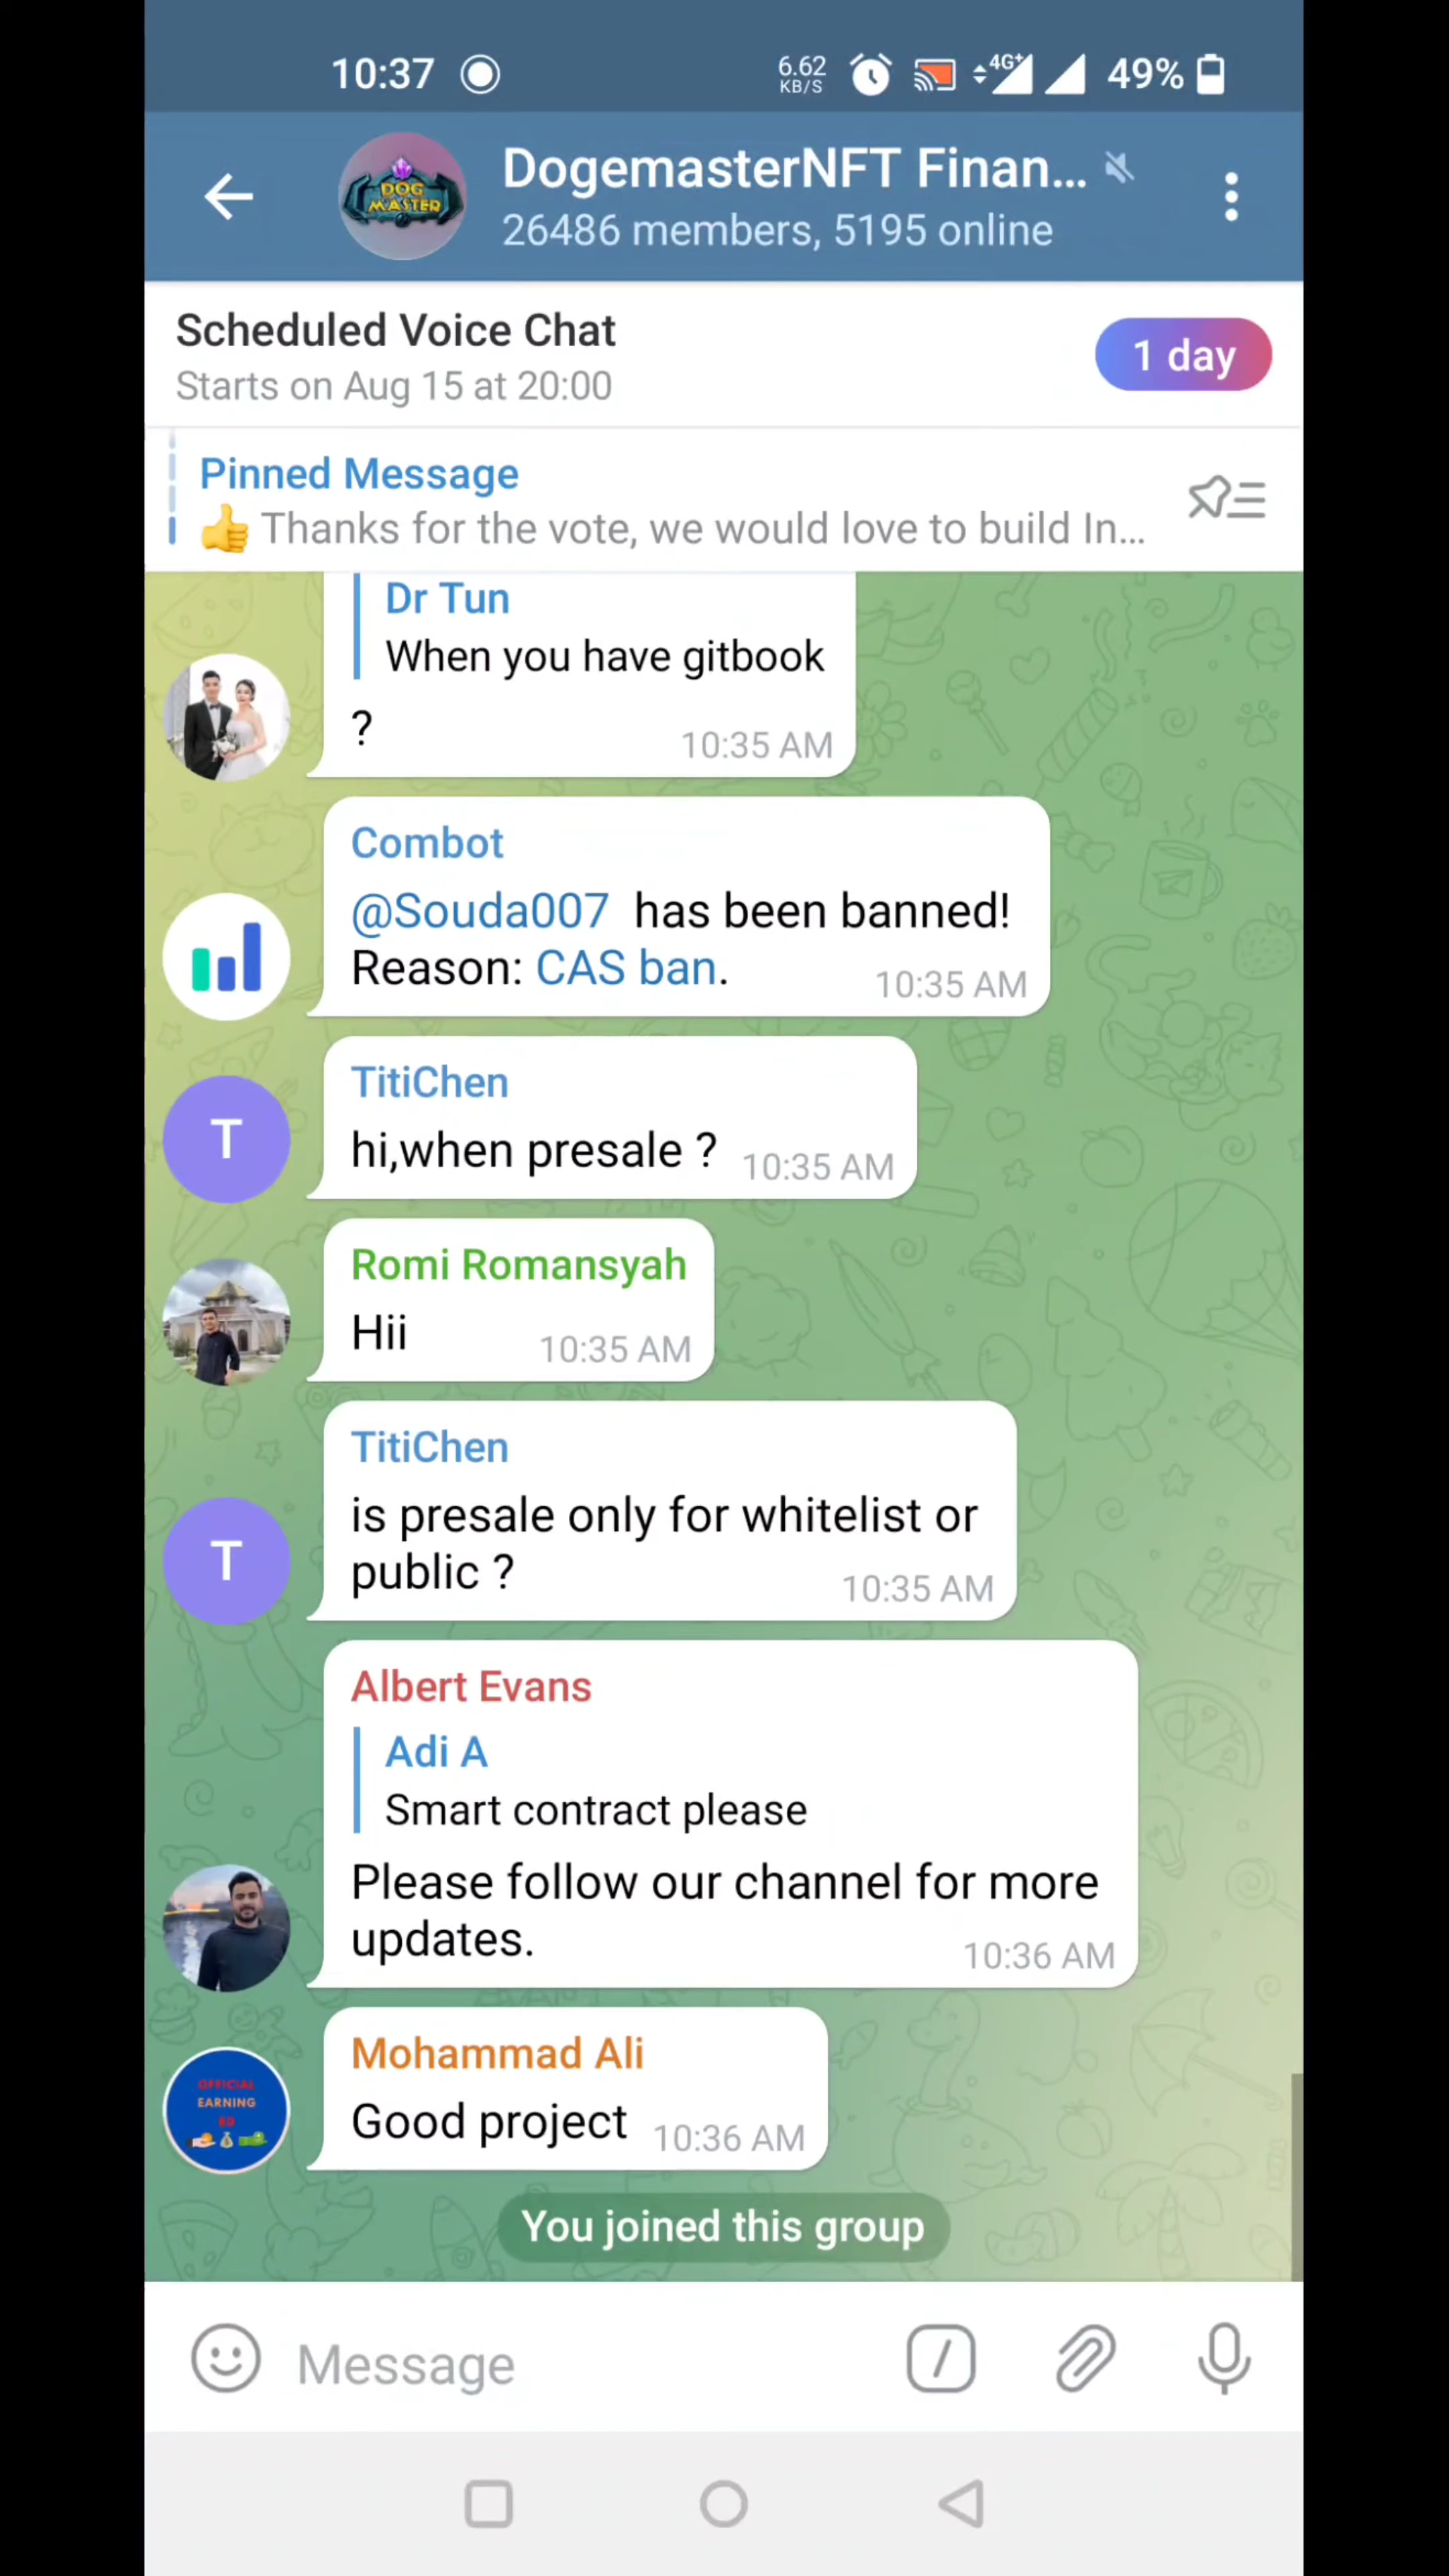 10:37
6.62
KB/S
4G+
49%
DOG
MASTER
DogemasterNFT Finan...
26486 members, 5195 online
Scheduled Voice Chat
1 day
Starts on Aug 15 at 20:00
Pinned Message
👍 Thanks for the vote, we would love to build In...
Dr Tun
When you have gitbook
?
10:35 AM
Combot
@Souda007 has been banned!
Reason: CAS ban.
10:35 AM
TitiChen
T
hi,when presale ? 10:35 AM
Romi Romansyah
Hii
10:35 AM
TitiChen
is presale only for whitelist or
T
public ?
10:35 AM
Albert Evans
Adi A
Smart contract please
Please follow our channel for more
updates.
10:36 AM
Mohammad Ali
OFFICIAL
EARNING
BD
Good project 10:36 AM
You joined this group
Message